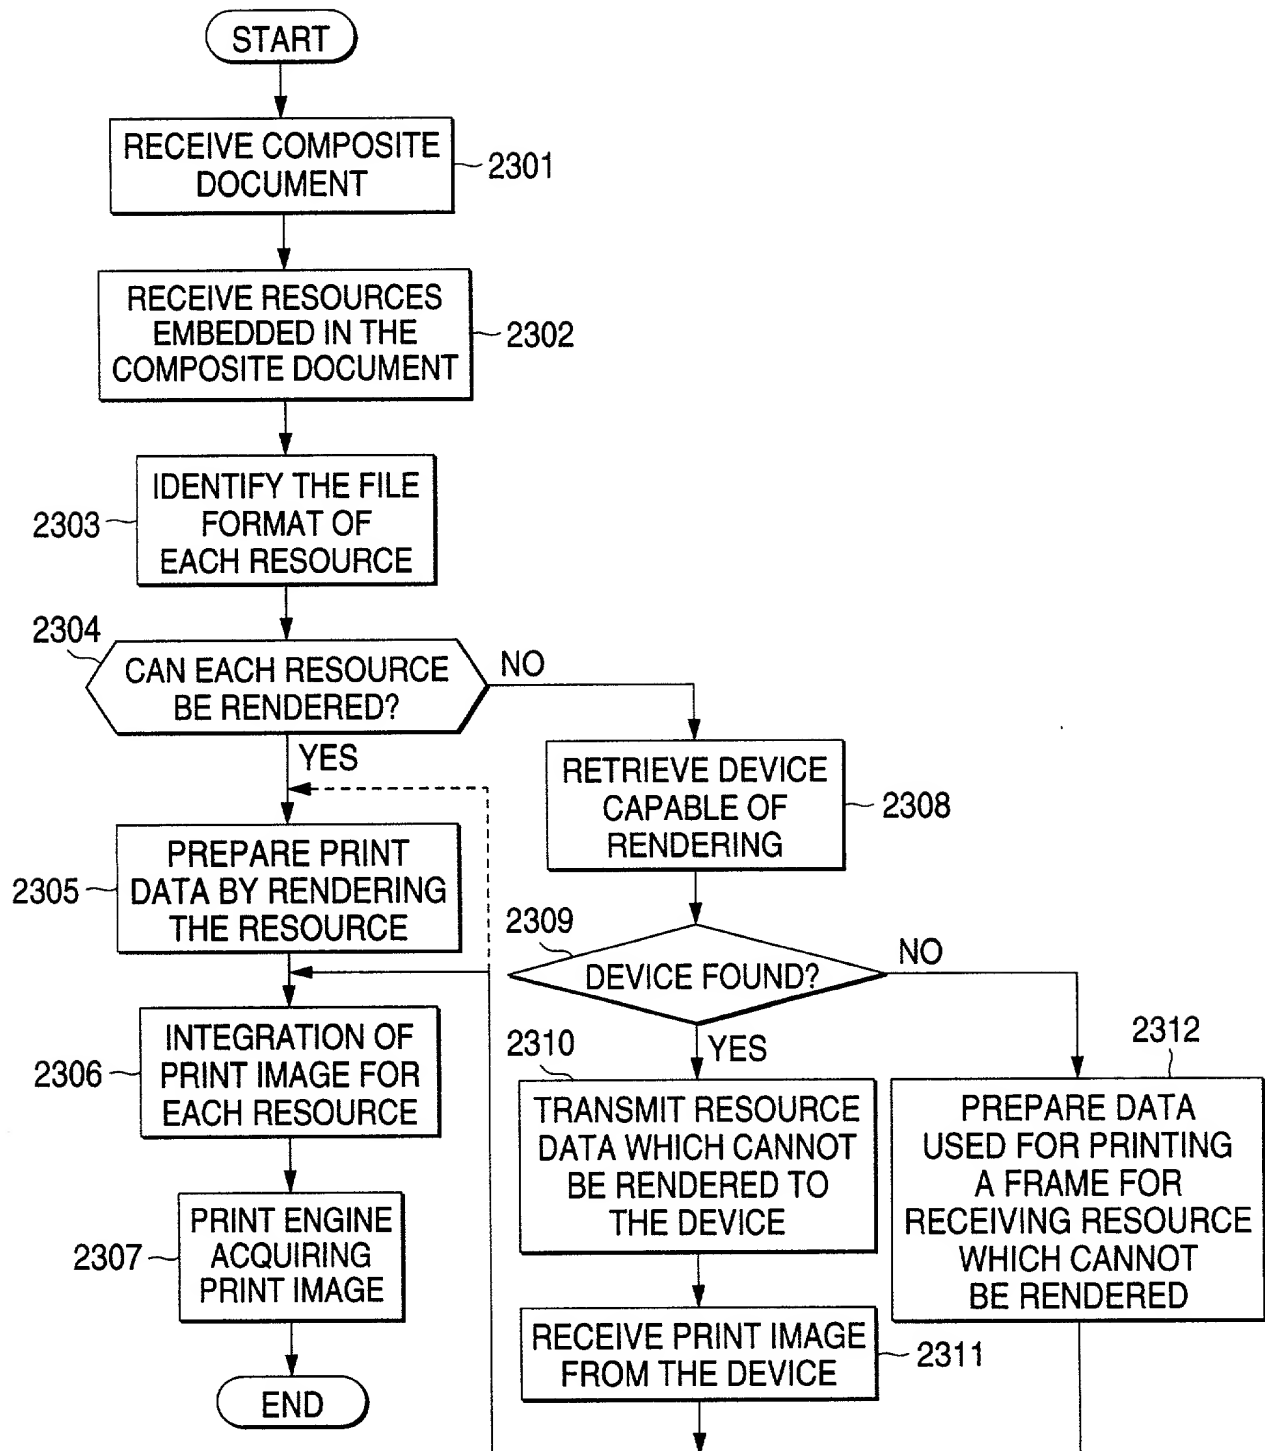 START
RECEIVE COMPOSITE
DOCUMENT
2301
RECEIVE RESOURCES
EMBEDDED IN THE
COMPOSITE DOCUMENT
2302
IDENTIFY THE FILE
FORMAT OF
EACH RESOURCE
2303
2304
CAN EACH RESOURCE
BE RENDERED?
NO
YES
PREPARE PRINT
DATA BY RENDERING
THE RESOURCE
2305
INTEGRATION OF
PRINT IMAGE FOR
EACH RESOURCE
2306
PRINT ENGINE
ACQUIRING
PRINT IMAGE
2307
END
RETRIEVE DEVICE
CAPABLE OF
RENDERING
2308
2309
DEVICE FOUND?
NO
YES
2310
TRANSMIT RESOURCE
DATA WHICH CANNOT
BE RENDERED TO
THE DEVICE
RECEIVE PRINT IMAGE
FROM THE DEVICE
2311
2312
PREPARE DATA
USED FOR PRINTING
A FRAME FOR
RECEIVING RESOURCE
WHICH CANNOT
BE RENDERED